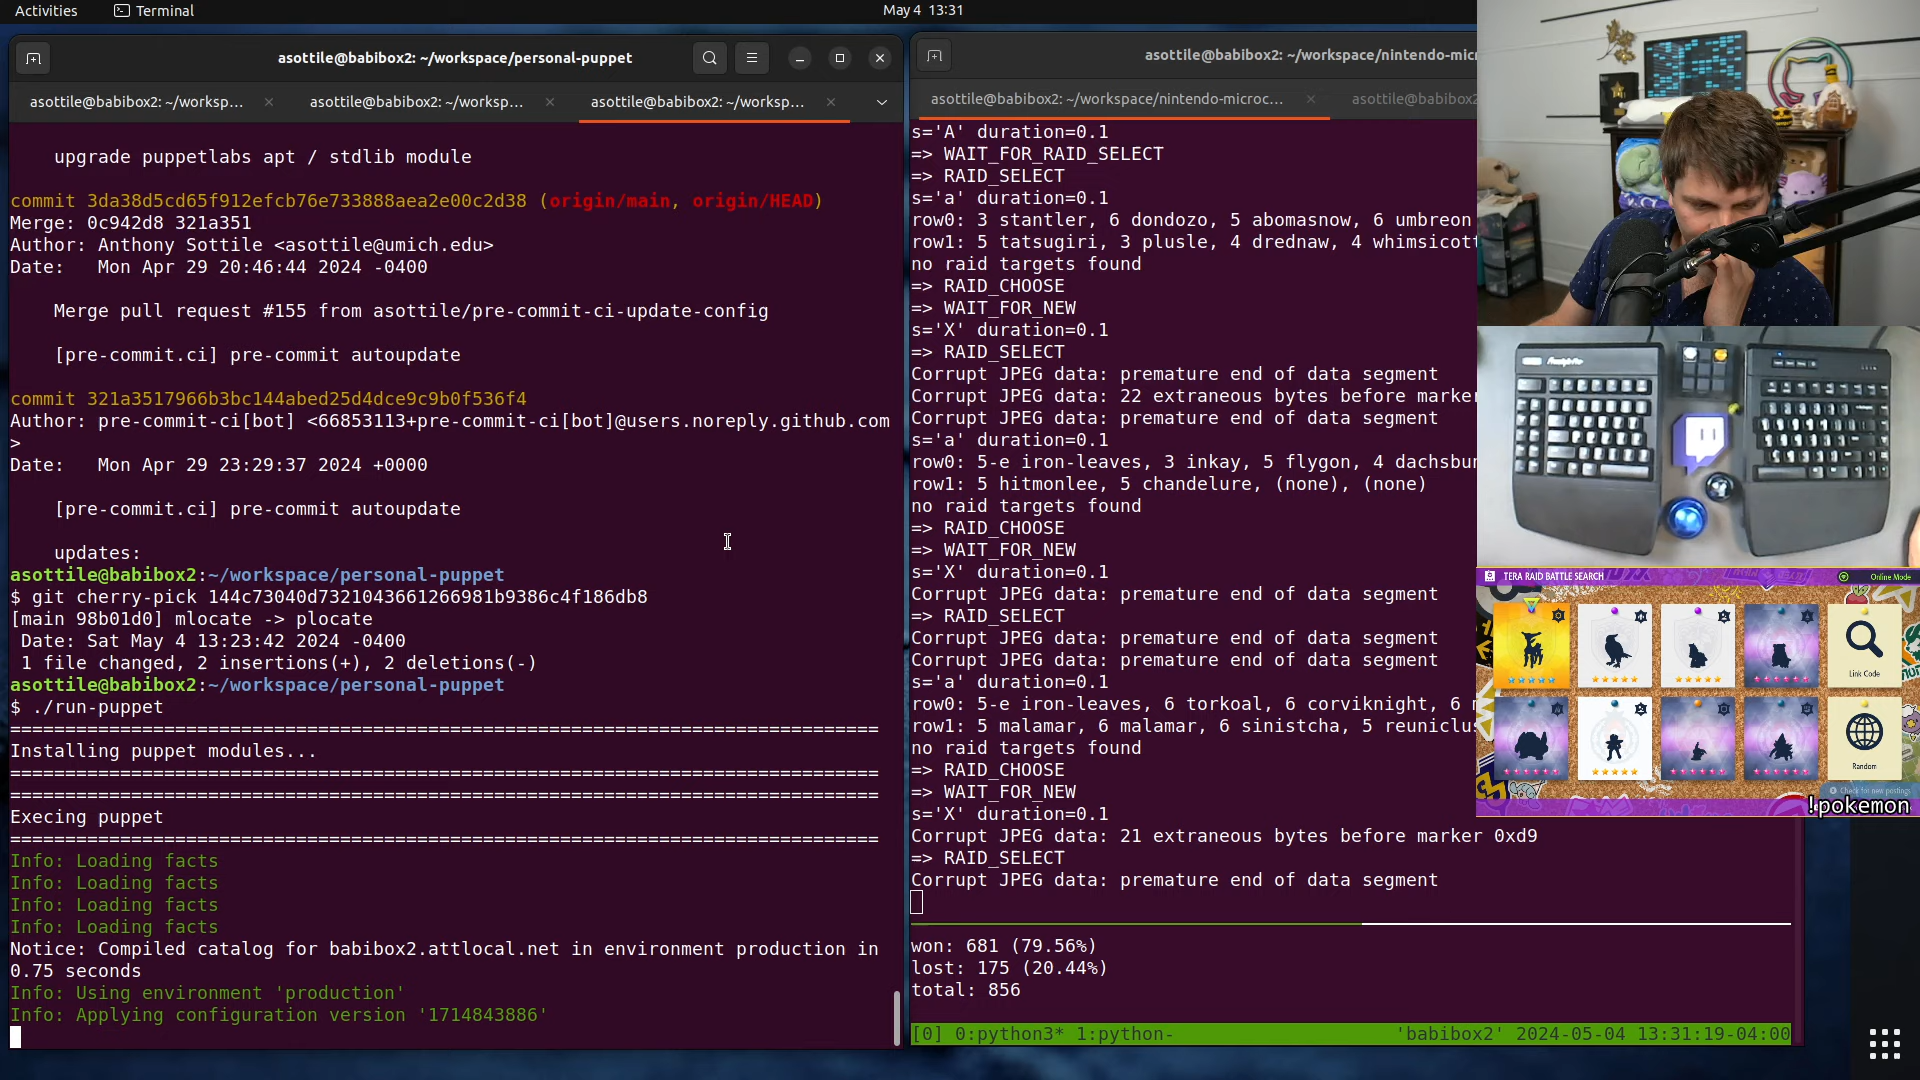 Activities
Terminal
May 4 13:31
asottile@babibox2: ~/workspace/personal-puppet
asottile@babibox2: ~/worksp...
asottile@babibox2: ~/worksp...
asottile@babibox2: ~/worksp...
upgrade puppetlabs apt / stdlib module
commit 3da38d5cd65f912efcb76e733888aea2e00c2d38 (origin/main, origin/HEAD)
Merge: 0c942d8 321a351
Author: Anthony Sottile <asottile@umich.edu>
Date:   Mon Apr 29 20:46:44 2024 -0400
Merge pull request #155 from asottile/pre-commit-ci-update-config
[pre-commit.ci] pre-commit autoupdate
commit 321a3517966b3bc144abed25d4dce9c9b0f536f4
Author: pre-commit-ci[bot] <66853113+pre-commit-ci[bot]@users.noreply.github.com
>
Date:   Mon Apr 29 23:29:37 2024 +0000
[pre-commit.ci] pre-commit autoupdate
updates:
asottile@babibox2:~/workspace/personal-puppet
$ git cherry-pick 144c73040d7321043661266981b9386c4f186db8
[main 98b01d0] mlocate -> plocate
Date: Sat May 4 13:23:42 2024 -0400
1 file changed, 2 insertions(+), 2 deletions(-)
asottile@babibox2:~/workspace/personal-puppet
$ ./run-puppet
===============================================================================
Installing puppet modules...
===============================================================================
===============================================================================
Execing puppet
===============================================================================
Info: Loading facts
Info: Loading facts
Info: Loading facts
Info: Loading facts
Notice: Compiled catalog for babibox2.attlocal.net in environment production in
0.75 seconds
Info: Using environment 'production'
Info: Applying configuration version '1714843886'
asottile@babibox2: ~/workspace/nintendo-mic
asottile@babibox2: ~/workspace/nintendo-microc...
asottile@babibox2
s='A' duration=0.1
=> WAIT_FOR_RAID_SELECT
=> RAID_SELECT
s='a' duration=0.1
row0: 3 stantler, 6 dondozo, 5 abomasnow, 6 umbreon
row1: 5 tatsugiri, 3 plusle, 4 drednaw, 4 whimsicott
no raid targets found
=> RAID_CHOOSE
=> WAIT_FOR_NEW
s='X' duration=0.1
=> RAID_SELECT
Corrupt JPEG data: premature end of data segment
Corrupt JPEG data: 22 extraneous bytes before marker
Corrupt JPEG data: premature end of data segment
s='a' duration=0.1
row0: 5-e iron-leaves, 3 inkay, 5 flygon, 4 dachsbun
row1: 5 hitmonlee, 5 chandelure, (none), (none)
no raid targets found
=> RAID_CHOOSE
=> WAIT_FOR_NEW
s='X' duration=0.1
Corrupt JPEG data: premature end of data segment
=> RAID_SELECT
Corrupt JPEG data: premature end of data segment
Corrupt JPEG data: premature end of data segment
s='a' duration=0.1
row0: 5-e iron-leaves, 6 torkoal, 6 corviknight, 6
row1: 5 malamar, 6 malamar, 6 sinistcha, 5 reuniclu
no raid targets found
=> RAID_CHOOSE
=> WAIT_FOR_NEW
s='X' duration=0.1
Corrupt JPEG data: 21 extraneous bytes before marker 0xd9
=> RAID_SELECT
Corrupt JPEG data: premature end of data segment
won: 681 (79.56%)
lost: 175 (20.44%)
total: 856
[0] 0:python3* 1:python-
'babibox2' 2024-05-04 13:31:19-04:00
TERA RAID BATTLE SEARCH
Online Mode
Link Code
Random
Check for new postings
!pokemon